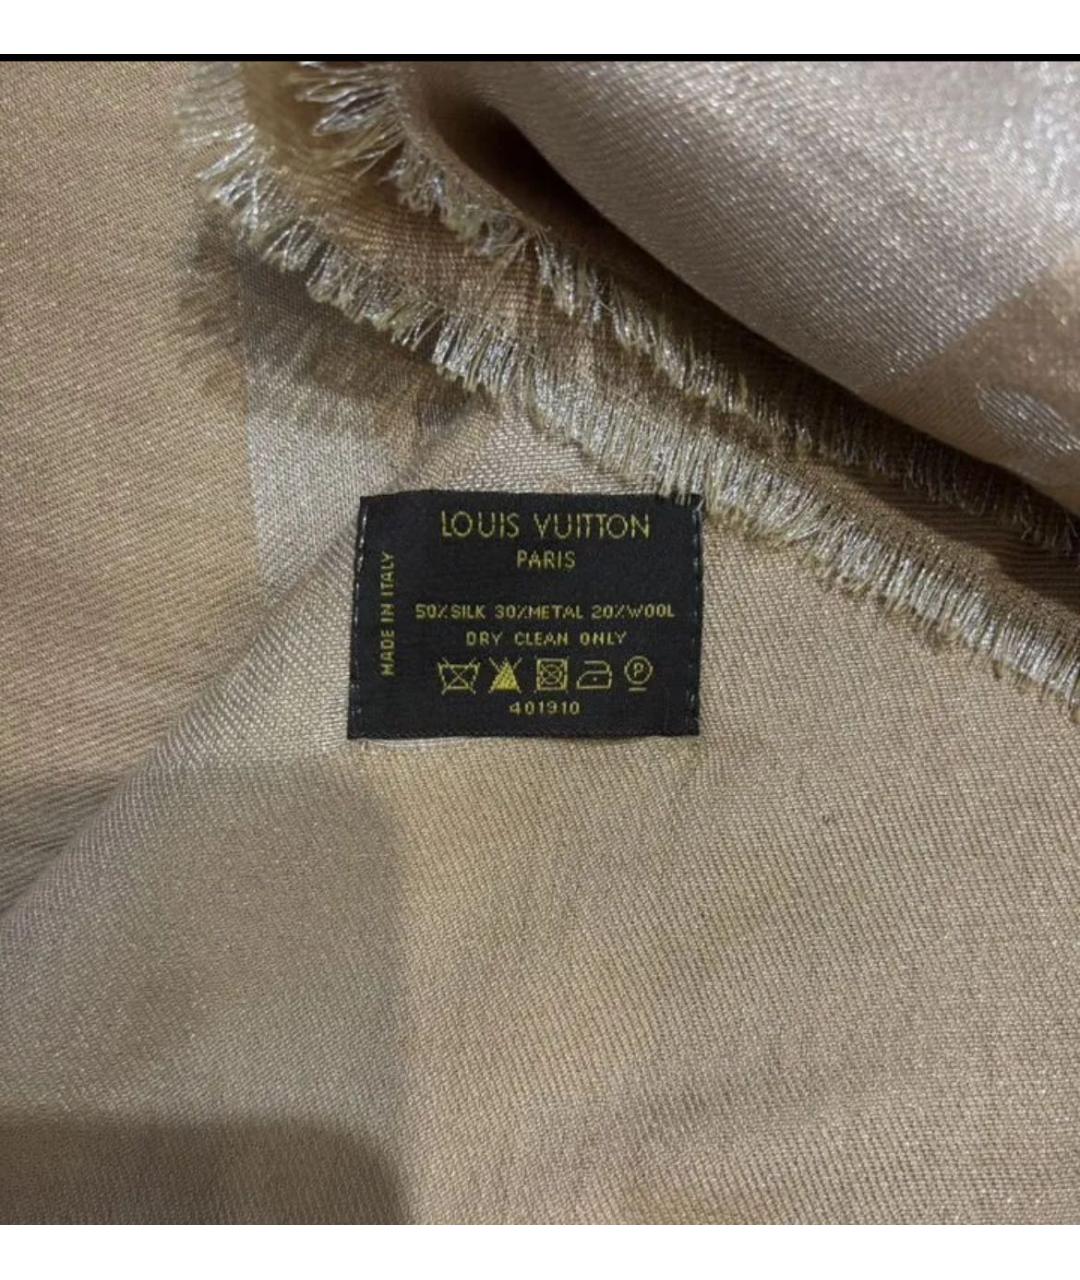 LOUIS VUITTON
PARIS
MADE IN ITALY
50%SILK 30%METAL 20%WOOL
DRY CLEAN ONLY
P
401910